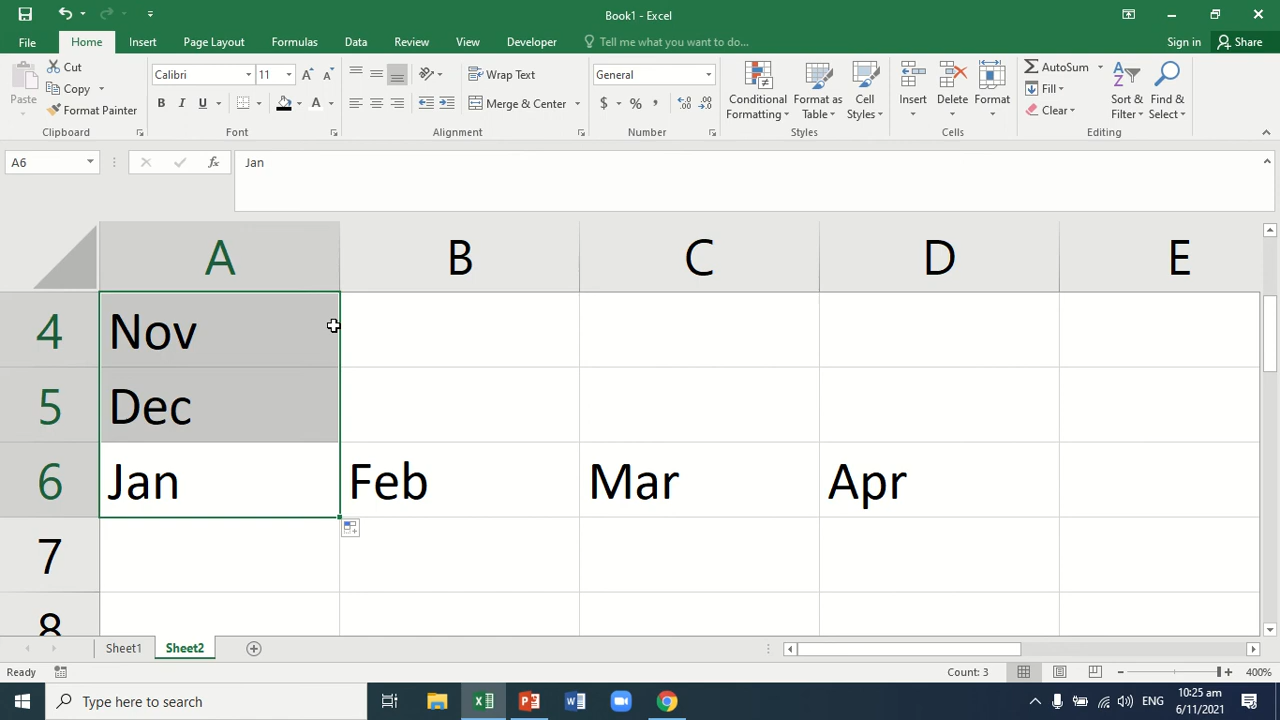 Book1 - Excel
File Home Insert Page Layout Formulas Data Review View Developer Tell me what you want to do... Sign in Share
Paste
Cut
Copy
Format Painter
Clipboard
Calibri 11
B I U
Font
Wrap Text
Merge & Center
Alignment
General
$ % ,
Number
Conditional Formatting
Format as Table
Cell Styles
Styles
Insert Delete Format
Cells
AutoSum
Fill
Clear
Sort & Filter
Find & Select
Editing
A6 fx Jan
A B C D E
4 Nov
5 Dec
6 Jan Feb Mar Apr
7
8
Sheet1 Sheet2
Ready Count: 3 400%
Type here to search ENG 10:25 am
6/11/2021